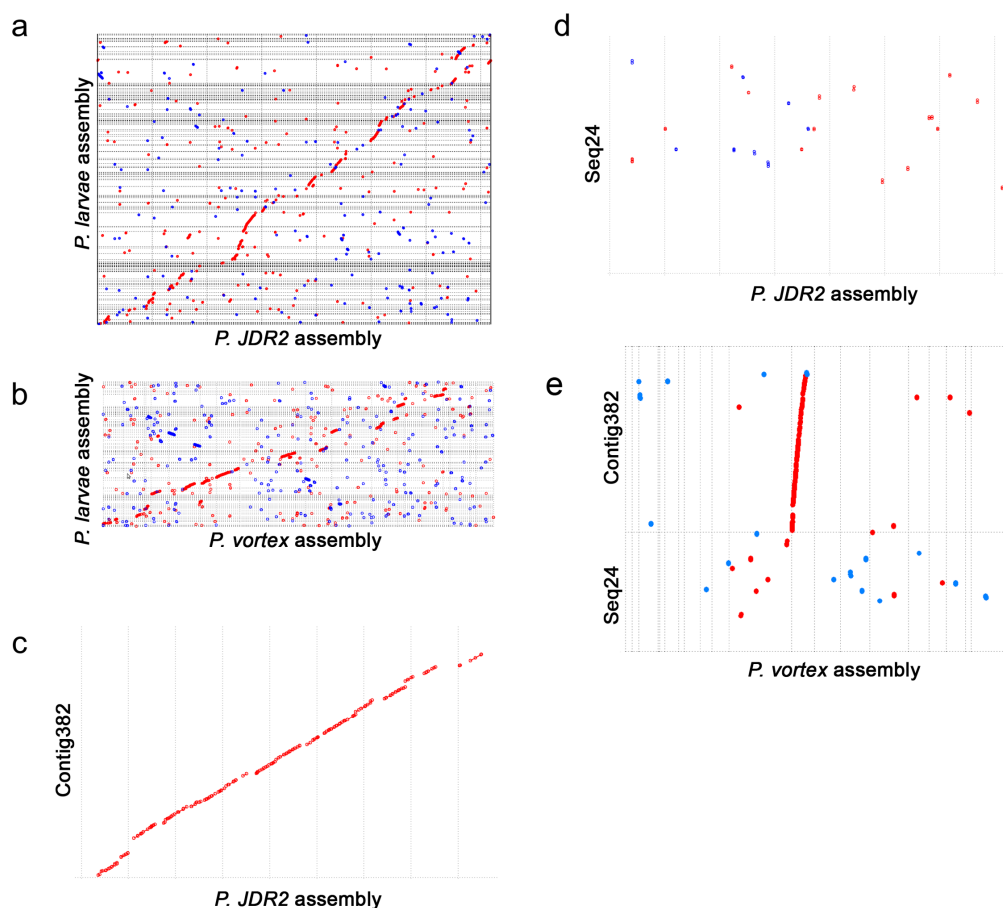 a
P. larvae assembly
P. JDR2 assembly
b
P. larvae assembly
P. vortex assembly
c
Contig382
P. JDR2 assembly
d
Seq24
P. JDR2 assembly
e
Contig382
Seq24
P. vortex assembly